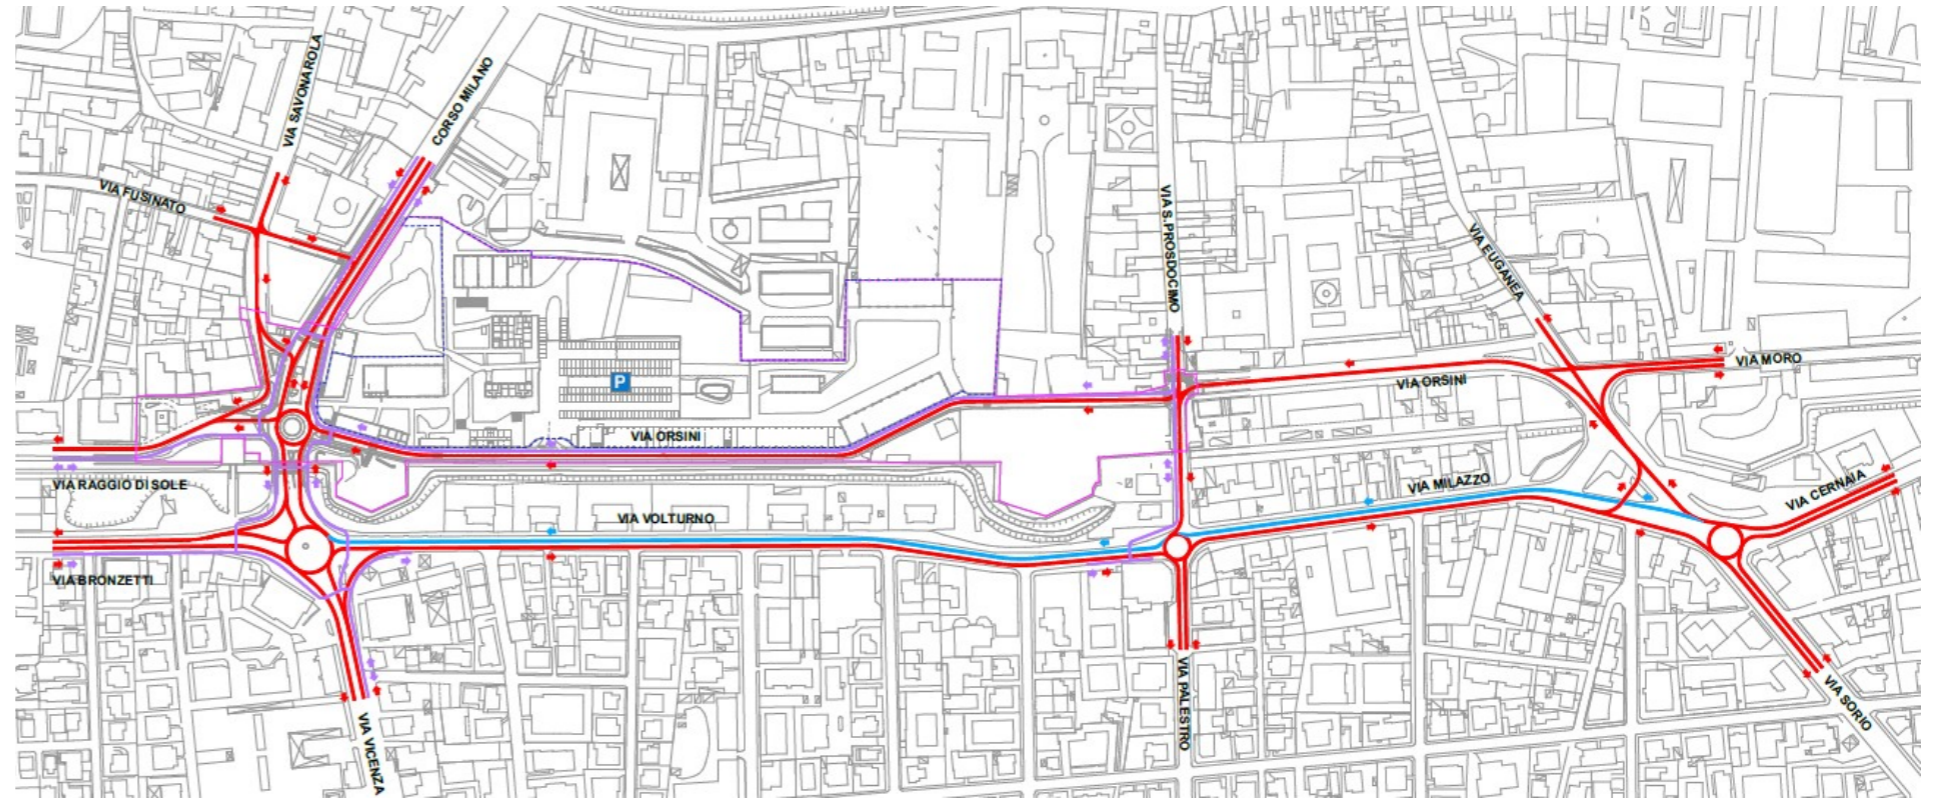 VIA SAVONAROLA
CORSO MILANO
VIA FUSINATO
VIA S.PROSDOCIMO
VIA EUGANEA
VIA MORO
VIA ORSINI
P
VIA ORSINI
VIA RAGGIO DI SOLE
VIA MILAZZO
VIA CERNAIA
VIA VOLTURNO
VIA BRONZETTI
VIA PALESTRO
VIA SORIO
VIA VICENZA